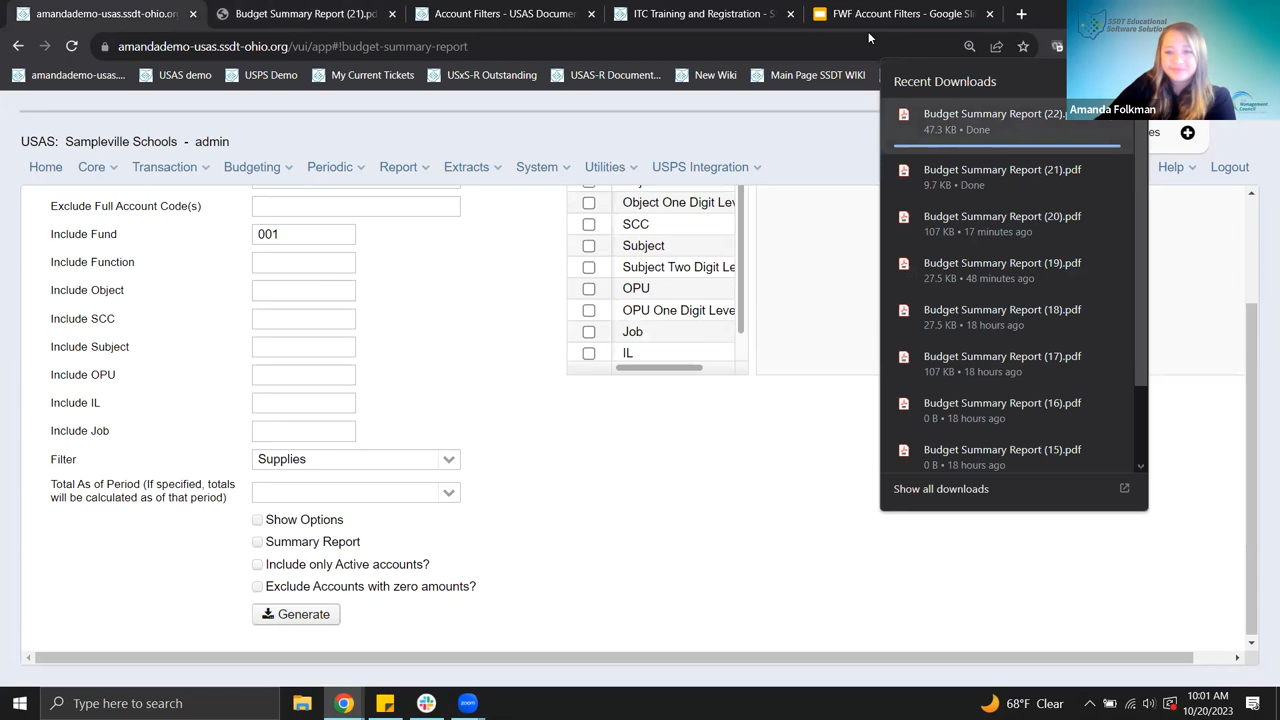 amandademo-usas.ssdt-ohio.org/
Budget Summary Report (21).pdf
Account Filters - USAS Documen
ITC Training and Registration - S
FWF Account Filters - Google Sli
amandademo-usas.ssdt-ohio.org/vui/app#!budget-summary-report
amandademo-usas...
USAS demo
USPS Demo
My Current Tickets
USxS-R Outstanding
USAS-R Document...
New Wiki
Main Page SSDT WIKI
SSDT Educational
Software Solutions
Management
Council
Amanda Folkman
USAS: Sampleville Schools - admin
es
Home
Core
Transaction
Budgeting
Periodic
Report
Extracts
System
Utilities
USPS Integration
Help
Logout
Exclude Full Account Code(s)
Include Fund
001
Include Function
Include Object
Include SCC
Include Subject
Include OPU
Include IL
Include Job
Filter
Supplies
Total As of Period (If specified, totals
will be calculated as of that period)
Show Options
Summary Report
Include only Active accounts?
Exclude Accounts with zero amounts?
Generate
Object One Digit Lev
SCC
Subject
Subject Two Digit Le
OPU
OPU One Digit Leve
Job
IL
Recent Downloads
Budget Summary Report (22).
47.3 KB • Done
Budget Summary Report (21).pdf
9.7 KB • Done
Budget Summary Report (20).pdf
107 KB • 17 minutes ago
Budget Summary Report (19).pdf
27.5 KB • 48 minutes ago
Budget Summary Report (18).pdf
27.5 KB • 18 hours ago
Budget Summary Report (17).pdf
107 KB • 18 hours ago
Budget Summary Report (16).pdf
0 B • 18 hours ago
Budget Summary Report (15).pdf
0 B • 18 hours ago
Show all downloads
Type here to search
zoom
68°F Clear
10:01 AM
10/20/2023